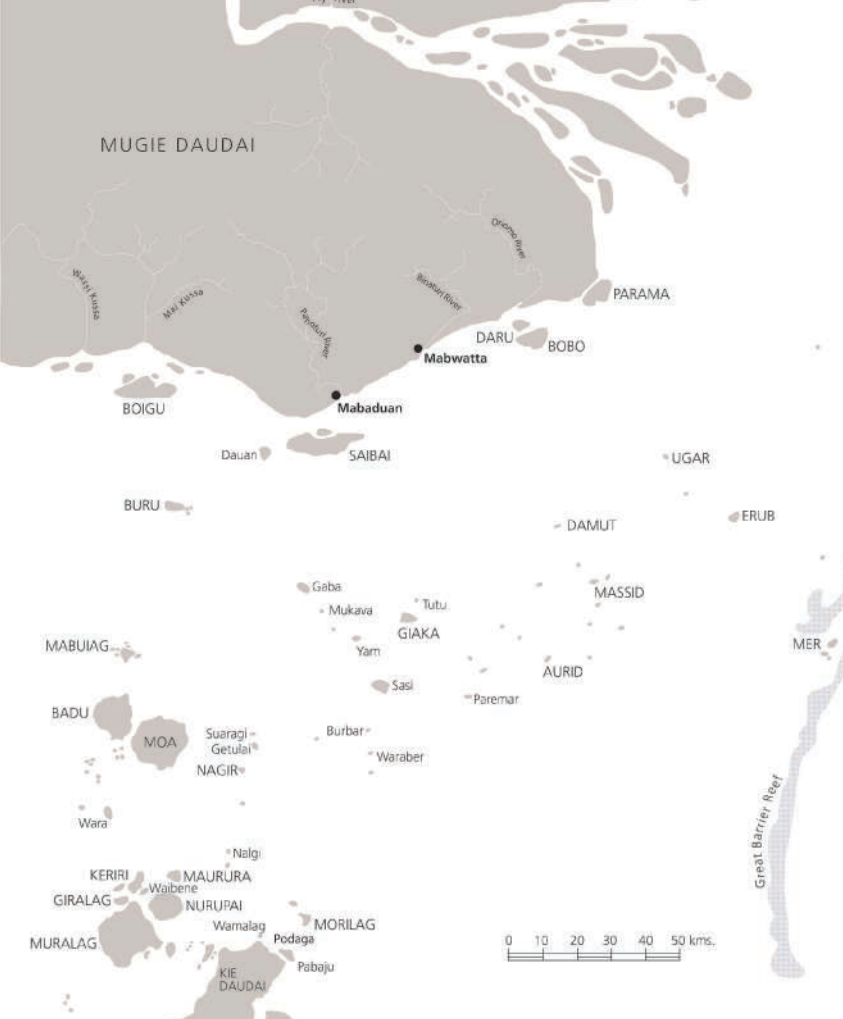 MUGIE DAUDAI
Oriomo River
Wassi Kussa
Mai Kussa
Binaturi River
PARAMA
Pahoturi River
DARU
BOBO
Mabwatta
BOIGU
Mabaduan
Dauan
SAIBAI
UGAR
BURU
ERUB
DAMUT
Gaba
MASSID
Mukava
Tutu
GIAKA
MABUIAG
Yam
MER
AURID
Sasi
Paremar
BADU
Suaragi
Burbar
MOA
Getulai
Waraber
NAGIR
Great Barrier Reef
Wara
Nalgi
KERIRI
MAURURA
Waibene
GIRALAG
NURUPAI
Wamalag
MORILAG
MURALAG
Podaga
0 10 20 30 40 50 kms.
Pabaju
KIE
DAUDAI